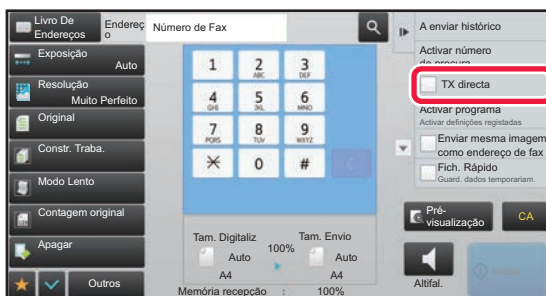 Livro De
Endereços
Endereç
o
Número de Fax
Exposição
Auto
Resolução
Muito Perfeito
Original
Constr. Traba.
Modo Lento
Contagem original
Apagar
Outros
1
2
ABC
3
DEF
4
GHI
5
JKL
6
MNO
7
PQRS
8
TUV
9
WXYZ
0
#
C
Tam. Digitaliz
100%
Tam. Envio
Auto
Auto
A4
A4
Memória recepção : 100%
A enviar histórico
Activar número
de procura
TX directa
Activar programa
Activar definições registadas
Enviar mesma imagem
como endereço de fax
Fich. Rápido
Guard. dados temporariam.
Pré-
visualização
CA
Altifal.